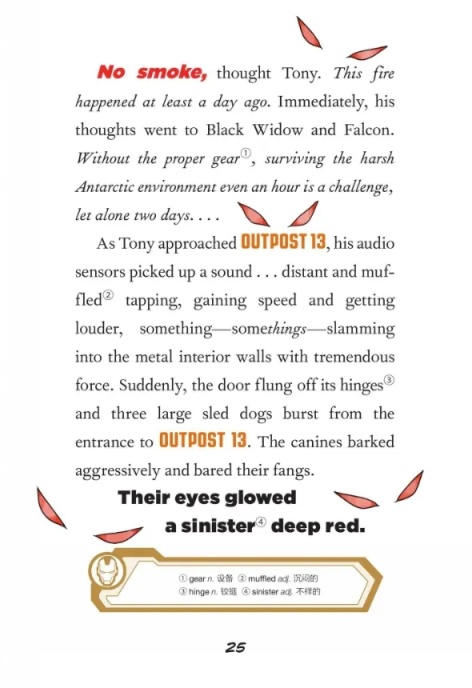 No smoke, thought Tony. This fire
happened at least a day ago. Immediately, his
thoughts went to Black Widow and Falcon.
Without the proper gear①, surviving the harsh
Antarctic environment even an hour is a challenge,
let alone two days. . . .
As Tony approached OUTPOST 13, his audio
sensors picked up a sound . . . distant and muf-
fled② tapping, gaining speed and getting
louder, something—somethings—slamming
into the metal interior walls with tremendous
force. Suddenly, the door flung off its hinges③
and three large sled dogs burst from the
entrance to OUTPOST 13. The canines barked
aggressively and bared their fangs.
Their eyes glowed
a sinister④ deep red.
① gear n. 设备 ② muffled adj. 沉闷的
③ hinge n. 铰链 ④ sinister adj. 不祥的
25